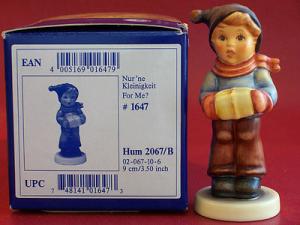 EAN
4 005169 016479
Nur'ne
Kleinigkeit
For Me?
# 1647
Hum 2067/B
02-067-10-6
9 cm/3.50 inch
UPC
7 48141 01647 3